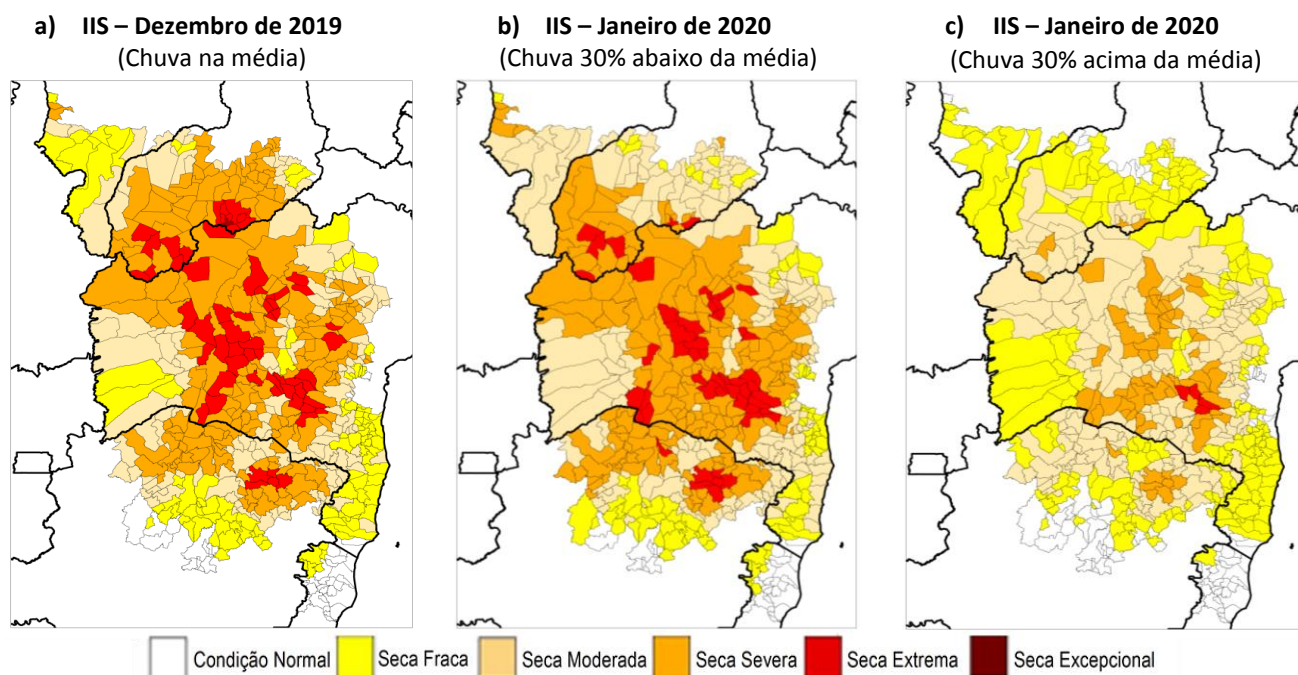 a) IIS – Dezembro de 2019
(Chuva na média)
b) IIS – Janeiro de 2020
(Chuva 30% abaixo da média)
c) IIS – Janeiro de 2020
(Chuva 30% acima da média)
Condição Normal Seca Fraca Seca Moderada Seca Severa Seca Extrema Seca Excepcional